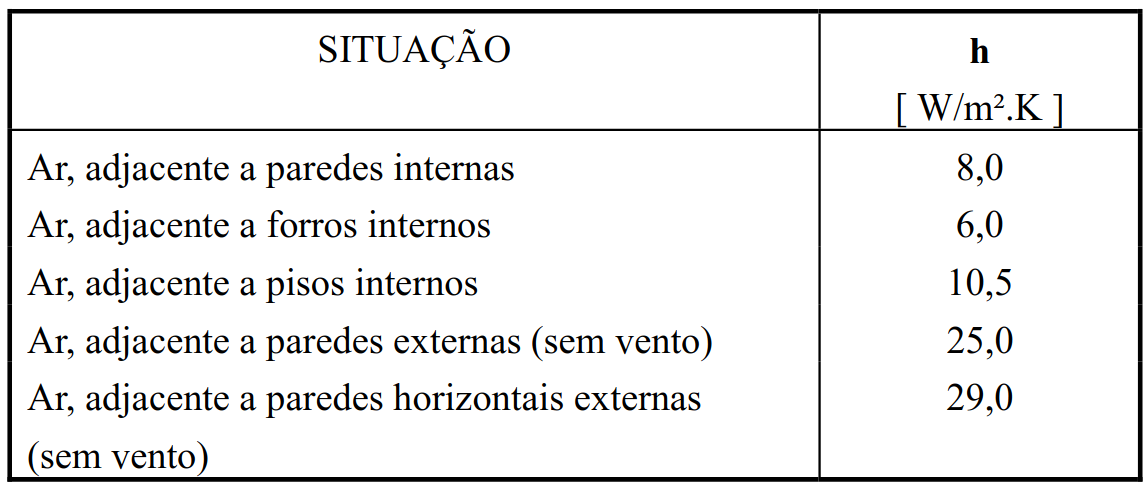 SITUAÇÃO h
[ W/m².K ]
Ar, adjacente a paredes internas 8,0
Ar, adjacente a forros internos 6,0
Ar, adjacente a pisos internos 10,5
Ar, adjacente a paredes externas (sem vento) 25,0
Ar, adjacente a paredes horizontais externas 29,0
(sem vento)